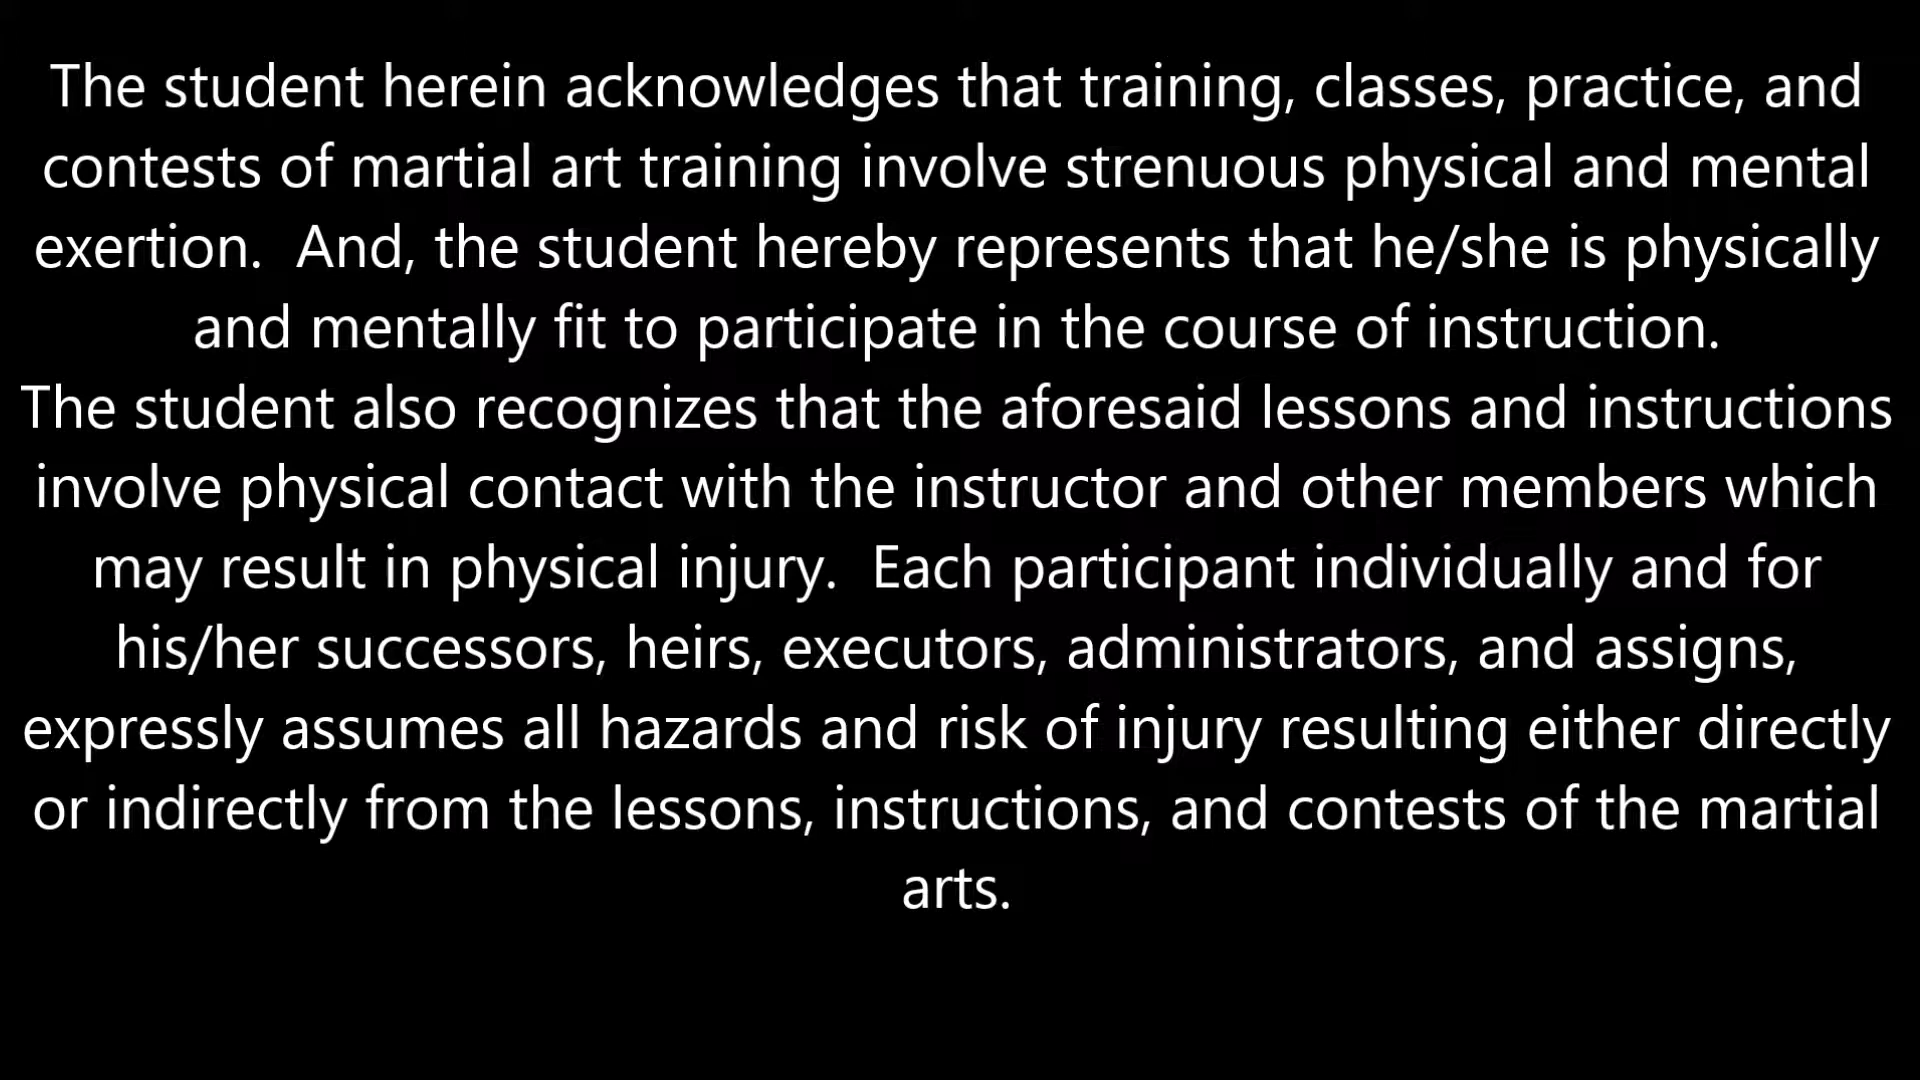 The student herein acknowledges that training, classes, practice, and
contests of martial art training involve strenuous physical and mental
exertion.  And, the student hereby represents that he/she is physically
and mentally fit to participate in the course of instruction.
The student also recognizes that the aforesaid lessons and instructions
involve physical contact with the instructor and other members which
may result in physical injury.  Each participant individually and for
his/her successors, heirs, executors, administrators, and assigns,
expressly assumes all hazards and risk of injury resulting either directly
or indirectly from the lessons, instructions, and contests of the martial
arts.